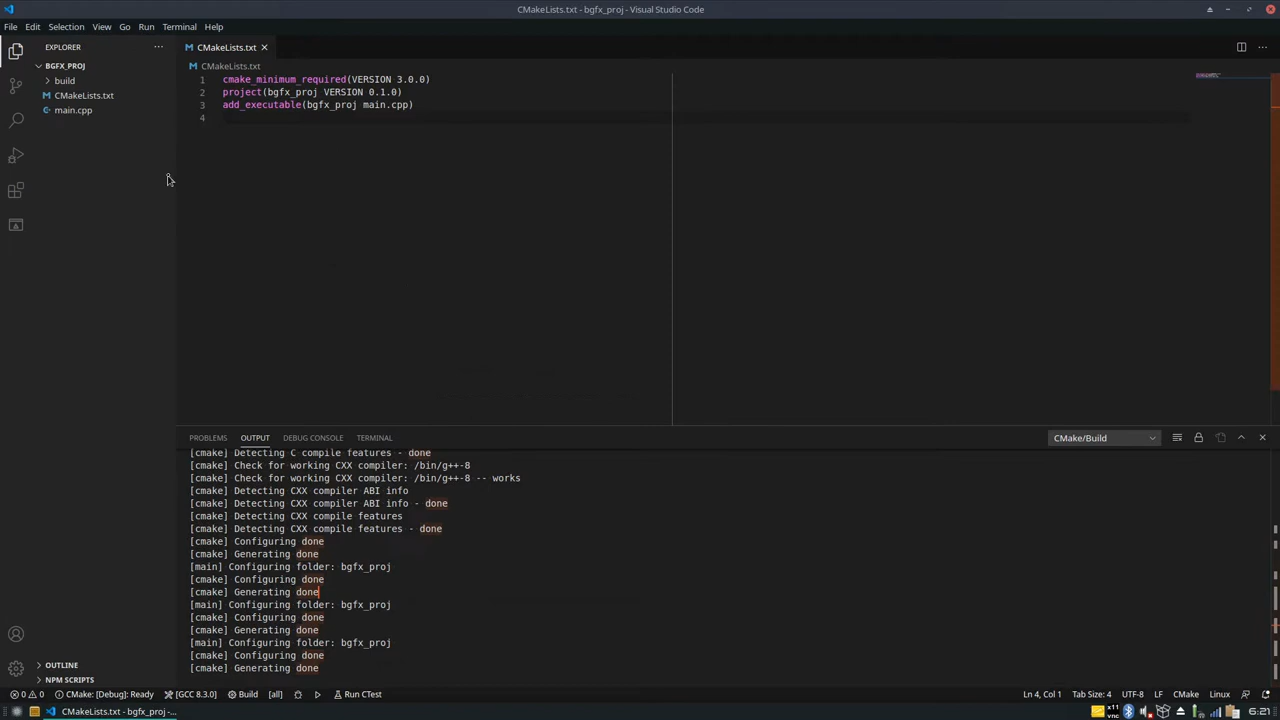 CMakeLists.txt - bgfx_proj - Visual Studio Code
File Edit Selection View Go Run Terminal Help
EXPLORER
BGFX_PROJ
build
CMakeLists.txt
main.cpp
CMakeLists.txt
CMakeLists.txt
1 cmake_minimum_required(VERSION 3.0.0)
2 project(bgfx_proj VERSION 0.1.0)
3 add_executable(bgfx_proj main.cpp)
4
PROBLEMS OUTPUT DEBUG CONSOLE TERMINAL
CMake/Build
[cmake] Detecting C compile features - done
[cmake] Check for working CXX compiler: /bin/g++-8
[cmake] Check for working CXX compiler: /bin/g++-8 -- works
[cmake] Detecting CXX compiler ABI info
[cmake] Detecting CXX compiler ABI info - done
[cmake] Detecting CXX compile features
[cmake] Detecting CXX compile features - done
[cmake] Configuring done
[cmake] Generating done
[main] Configuring folder: bgfx_proj
[cmake] Configuring done
[cmake] Generating done
[main] Configuring folder: bgfx_proj
[cmake] Configuring done
[cmake] Generating done
[main] Configuring folder: bgfx_proj
[cmake] Configuring done
[cmake] Generating done
OUTLINE
NPM SCRIPTS
0 0 CMake: [Debug]: Ready [GCC 8.3.0] Build [all] Run CTest Ln 4, Col 1 Tab Size: 4 UTF-8 LF CMake Linux
CMakeLists.txt - bgfx_proj -...
x11 vnc
6:21